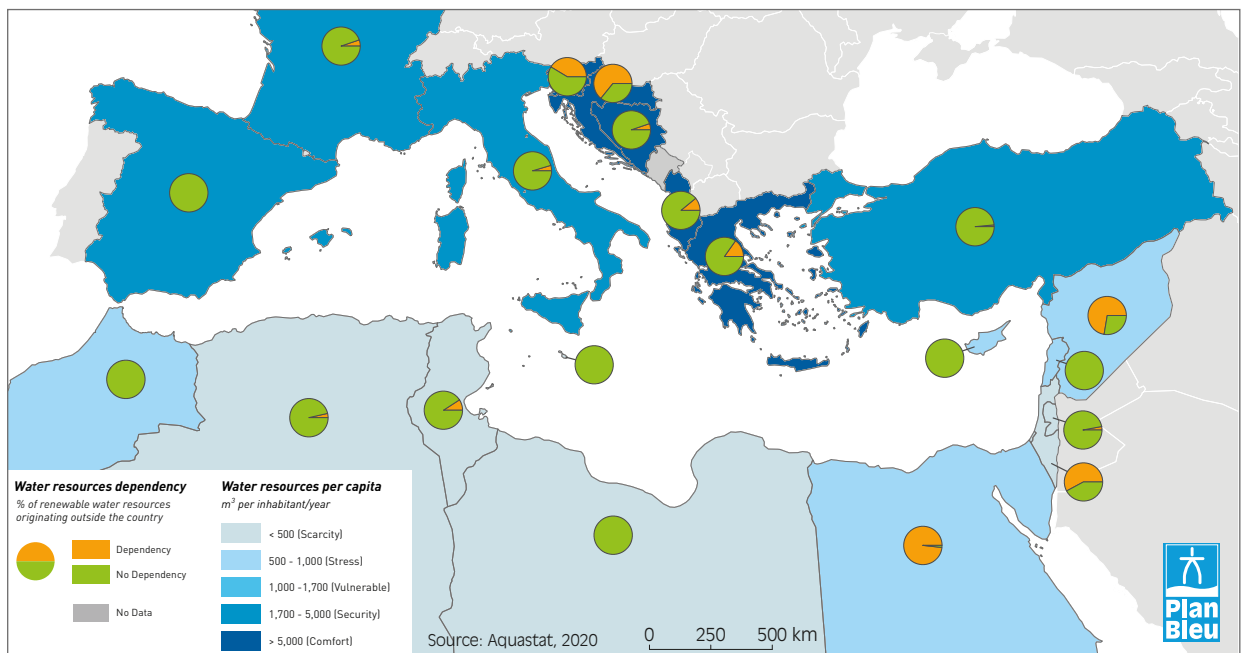 Water resources dependency
% of renewable water resources
originating outside the country
Dependency
No Dependency
No Data
Water resources per capita
m³ per inhabitant/year
< 500 (Scarcity)
500 - 1,000 (Stress)
1,000 -1,700 (Vulnerable)
1,700 - 5,000 (Security)
> 5,000 (Comfort)
Source: Aquastat, 2020
0 250 500 km
Plan
Bleu